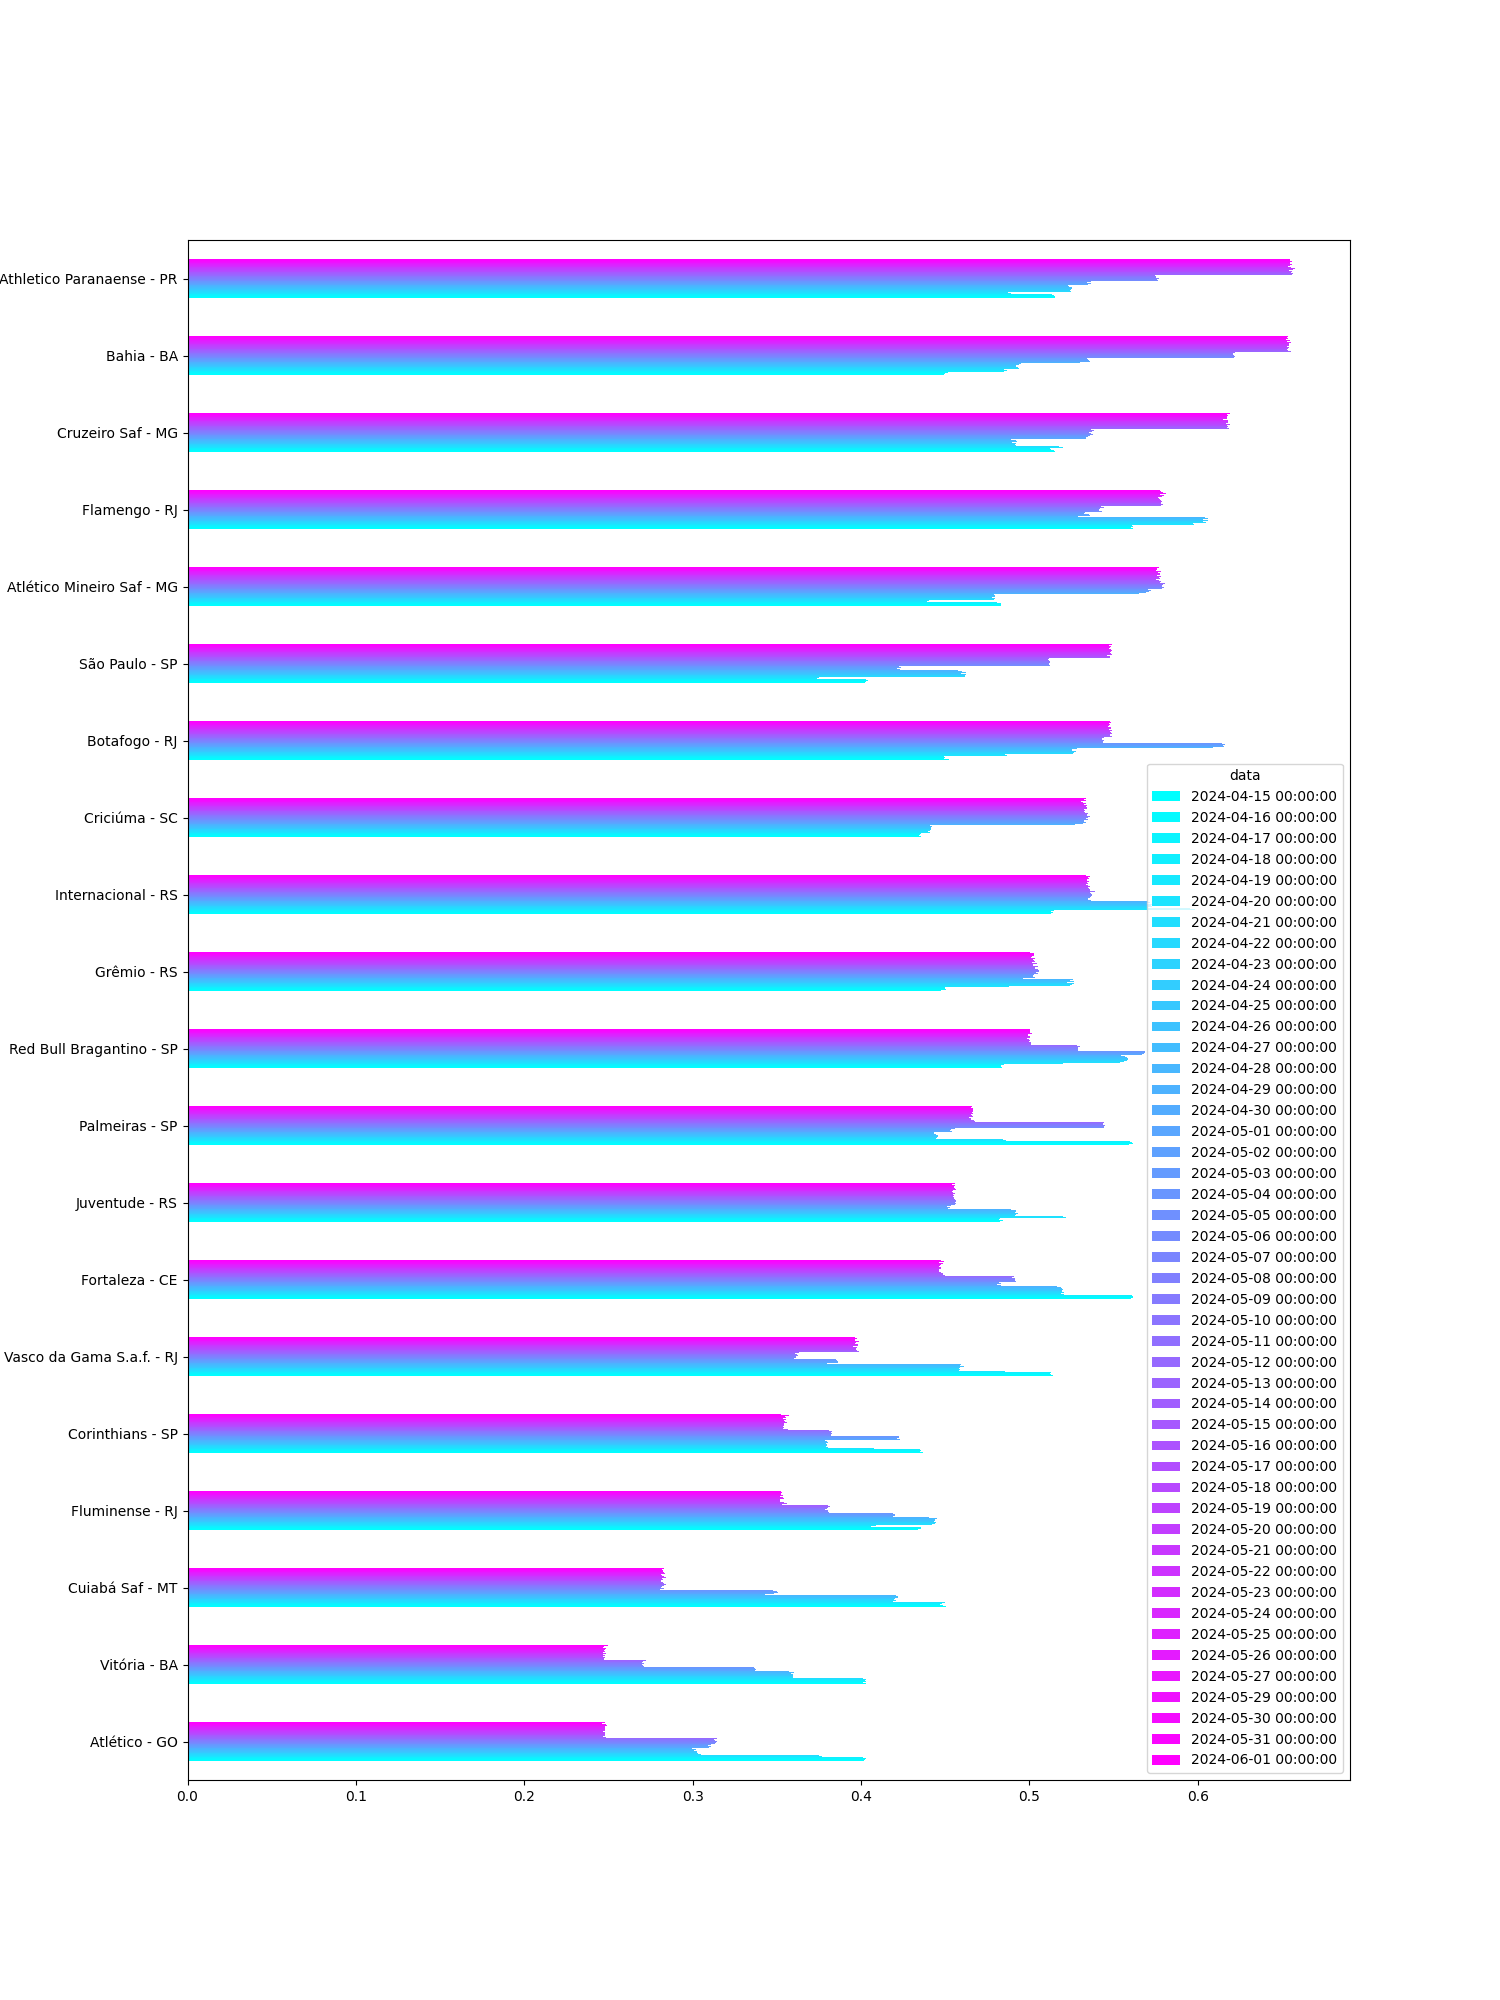 Athletico Paranaense - PR
Bahia - BA
Cruzeiro Saf - MG
Flamengo - RJ
Atlético Mineiro Saf - MG
São Paulo - SP
Botafogo - RJ
Criciúma - SC
Internacional - RS
Grêmio - RS
Red Bull Bragantino - SP
Palmeiras - SP
Juventude - RS
Fortaleza - CE
Vasco da Gama S.a.f. - RJ
Corinthians - SP
Fluminense - RJ
Cuiabá Saf - MT
Vitória - BA
Atlético - GO
0.0 0.1 0.2 0.3 0.4 0.5 0.6
data
2024-04-15 00:00:00
2024-04-16 00:00:00
2024-04-17 00:00:00
2024-04-18 00:00:00
2024-04-19 00:00:00
2024-04-20 00:00:00
2024-04-21 00:00:00
2024-04-22 00:00:00
2024-04-23 00:00:00
2024-04-24 00:00:00
2024-04-25 00:00:00
2024-04-26 00:00:00
2024-04-27 00:00:00
2024-04-28 00:00:00
2024-04-29 00:00:00
2024-04-30 00:00:00
2024-05-01 00:00:00
2024-05-02 00:00:00
2024-05-03 00:00:00
2024-05-04 00:00:00
2024-05-05 00:00:00
2024-05-06 00:00:00
2024-05-07 00:00:00
2024-05-08 00:00:00
2024-05-09 00:00:00
2024-05-10 00:00:00
2024-05-11 00:00:00
2024-05-12 00:00:00
2024-05-13 00:00:00
2024-05-14 00:00:00
2024-05-15 00:00:00
2024-05-16 00:00:00
2024-05-17 00:00:00
2024-05-18 00:00:00
2024-05-19 00:00:00
2024-05-20 00:00:00
2024-05-21 00:00:00
2024-05-22 00:00:00
2024-05-23 00:00:00
2024-05-24 00:00:00
2024-05-25 00:00:00
2024-05-26 00:00:00
2024-05-27 00:00:00
2024-05-29 00:00:00
2024-05-30 00:00:00
2024-05-31 00:00:00
2024-06-01 00:00:00